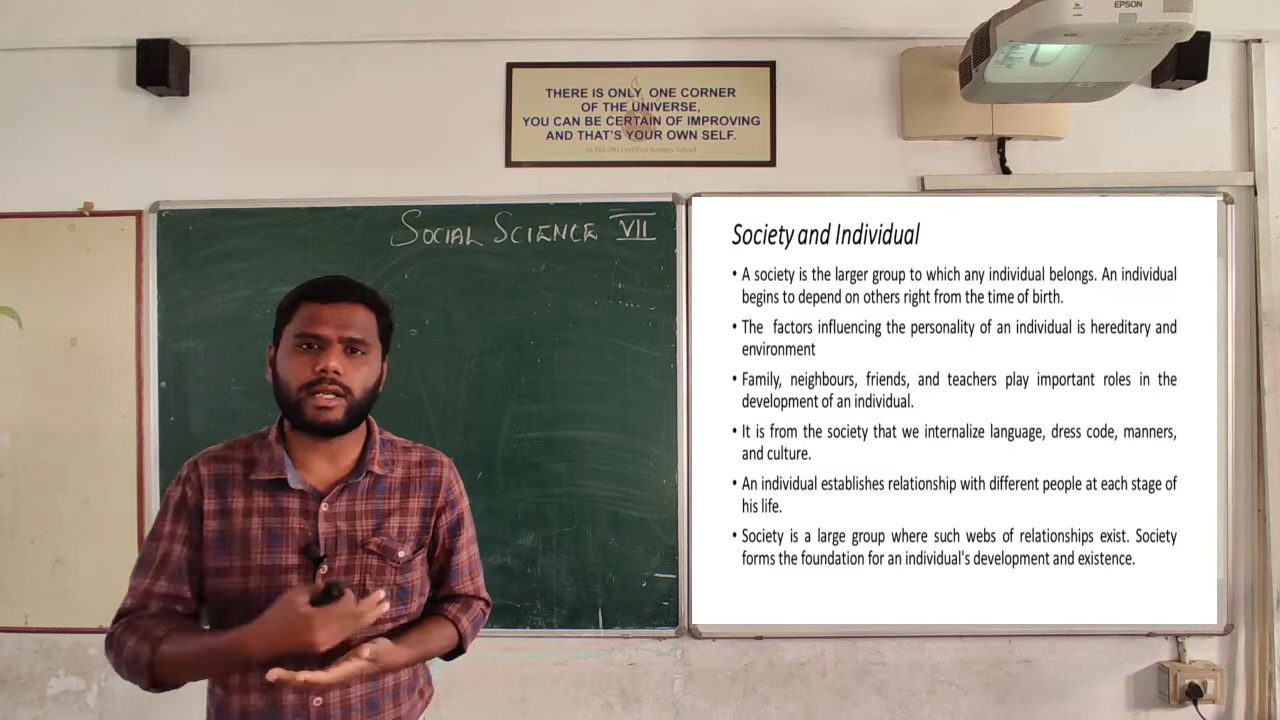 EPSON
THERE IS ONLY ONE CORNER
OF THE UNIVERSE,
YOU CAN BE CERTAIN OF IMPROVING
AND THAT'S YOUR OWN SELF.
SOCIAL SCIENCE VII
Society and Individual
• A society is the larger group to which any individual belongs. An individual
begins to depend on others right from the time of birth.
• The factors influencing the personality of an individual is hereditary and
environment
• Family, neighbours, friends, and teachers play important roles in the
development of an individual.
• It is from the society that we internalize language, dress code, manners,
and culture.
• An individual establishes relationship with different people at each stage of
his life.
• Society is a large group where such webs of relationships exist. Society
forms the foundation for an individual's development and existence.